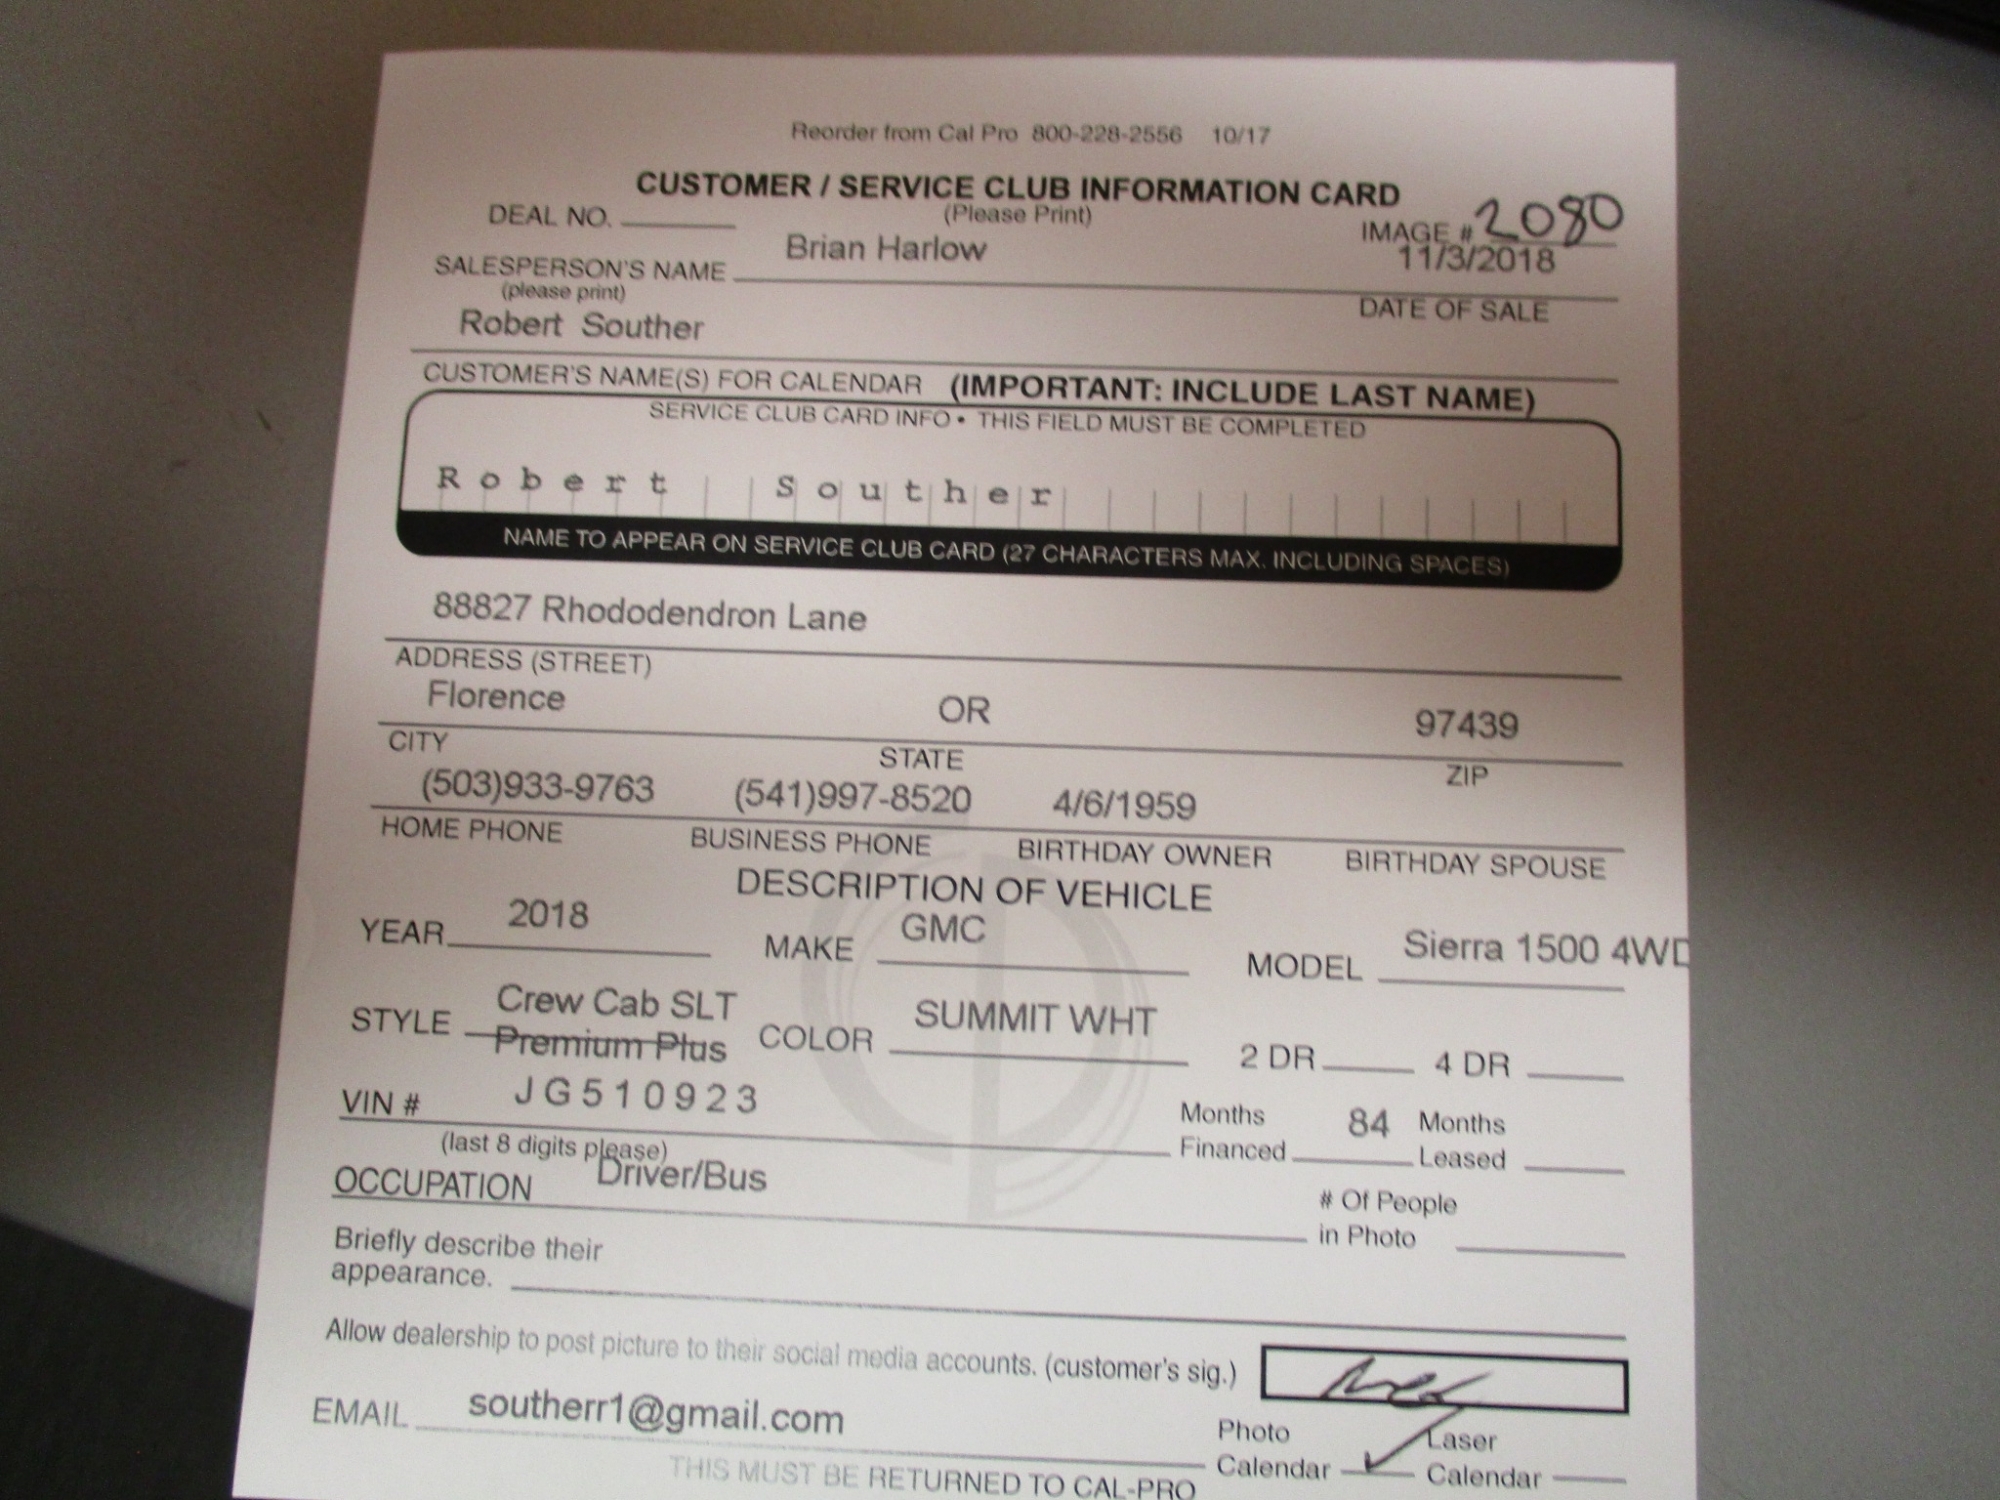 Reorder from Cal Pro 800-228-2556 10/17
CUSTOMER / SERVICE CLUB INFORMATION CARD
DEAL NO. (Please Print) IMAGE # 2080
SALESPERSON'S NAME Brian Harlow 11/3/2018
(please print) DATE OF SALE
Robert Souther
CUSTOMER'S NAME(S) FOR CALENDAR (IMPORTANT: INCLUDE LAST NAME)
SERVICE CLUB CARD INFO • THIS FIELD MUST BE COMPLETED
Robert Souther
NAME TO APPEAR ON SERVICE CLUB CARD (27 CHARACTERS MAX. INCLUDING SPACES)
88827 Rhododendron Lane
ADDRESS (STREET)
Florence OR 97439
CITY STATE ZIP
(503)933-9763 (541)997-8520 4/6/1959
HOME PHONE BUSINESS PHONE BIRTHDAY OWNER BIRTHDAY SPOUSE
DESCRIPTION OF VEHICLE
YEAR 2018 MAKE GMC MODEL Sierra 1500 4WD
STYLE Crew Cab SLT Premium Plus COLOR SUMMIT WHT 2 DR 4 DR
VIN # JG510923 Months Financed 84 Months Leased
(last 8 digits please)
OCCUPATION Driver/Bus # Of People in Photo
Briefly describe their
appearance.
Allow dealership to post picture to their social media accounts. (customer's sig.)
EMAIL southerr1@gmail.com Photo Calendar Laser Calendar
THIS MUST BE RETURNED TO CAL-PRO